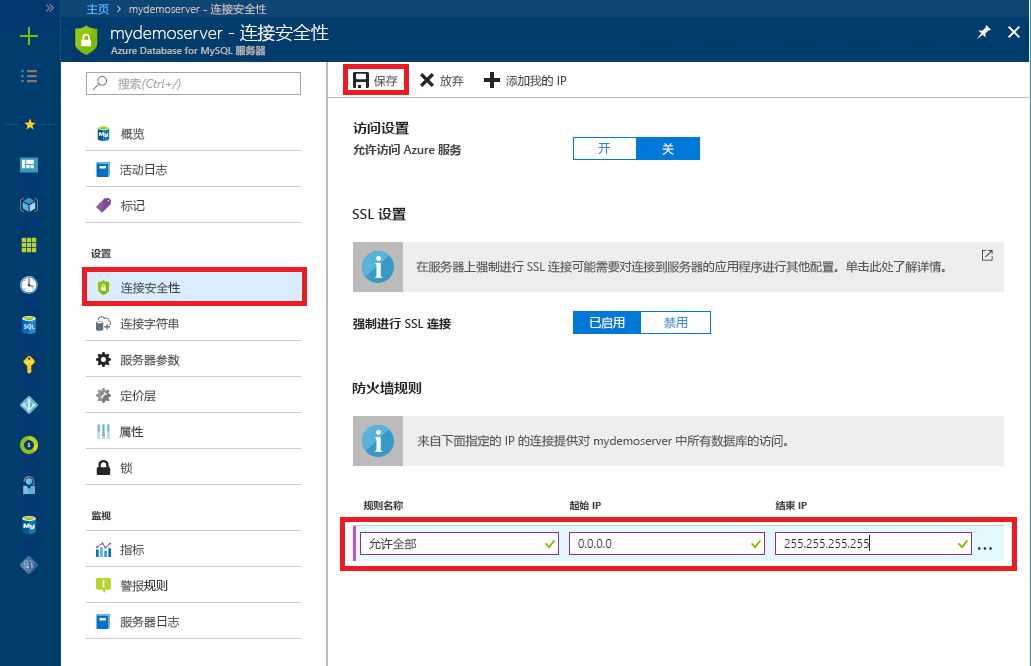 主页 > mydemoserver - 连接安全性
mydemoserver - 连接安全性
Azure Database for MySQL 服务器
搜索(Ctrl+/)
概览
活动日志
标记
设置
连接安全性
连接字符串
服务器参数
定价层
属性
锁
监视
指标
警报规则
服务器日志
保存 放弃 添加我的 IP
访问设置
允许访问 Azure 服务 开 关
SSL 设置
在服务器上强制进行 SSL 连接可能需要对连接到服务器的应用程序进行其他配置。单击此处了解详情。
强制进行 SSL 连接 已启用 禁用
防火墙规则
来自下面指定的 IP 的连接提供对 mydemoserver 中所有数据库的访问。
规则名称 起始 IP 结束 IP
允许全部 0.0.0.0 255.255.255.255 ...
SQL
My
My